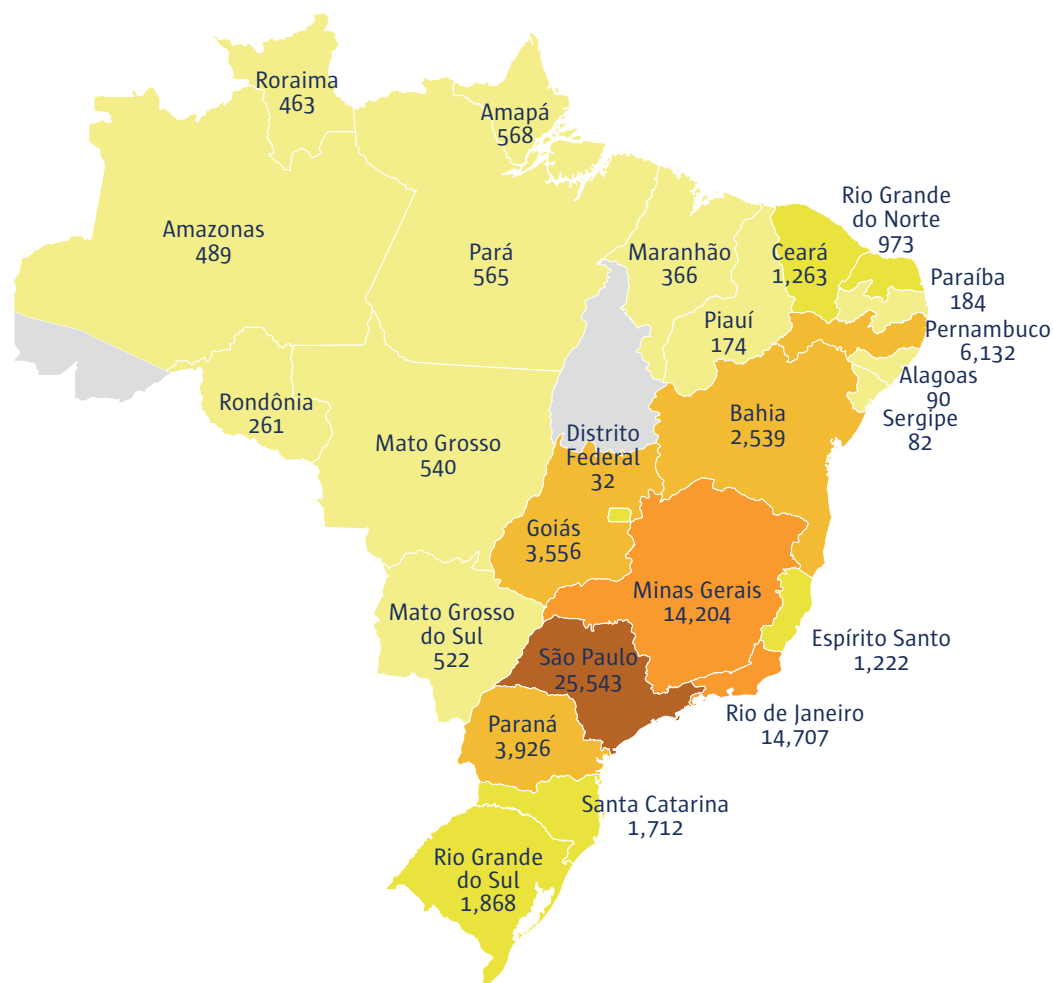 Roraima
463
Amapá
568
Amazonas
489
Pará
565
Maranhão
366
Ceará
1,263
Rio Grande
do Norte
973
Paraíba
184
Piauí
174
Pernambuco
6,132
Alagoas
90
Sergipe
82
Rondônia
261
Mato Grosso
540
Distrito
Federal
32
Bahia
2,539
Goiás
3,556
Minas Gerais
14,204
Mato Grosso
do Sul
522
Espírito Santo
1,222
São Paulo
25,543
Rio de Janeiro
14,707
Paraná
3,926
Santa Catarina
1,712
Rio Grande
do Sul
1,868